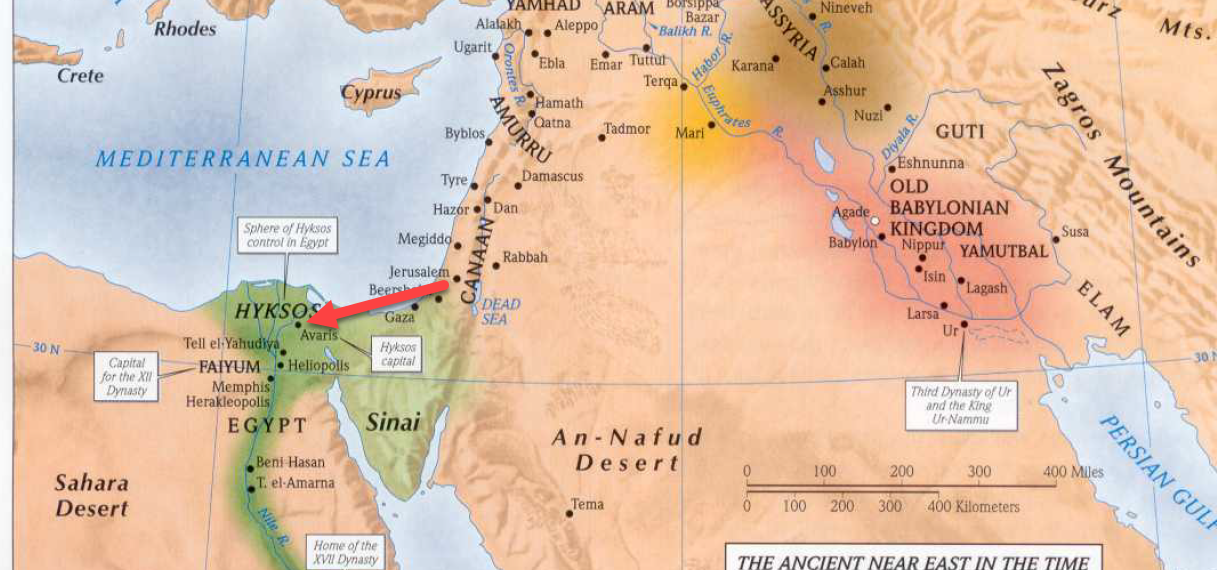 YAMHAD
ARAM
Borsippa
Bazar
ASSYRIA
R.
Nineveh
Mts.
Rhodes
Alalakh
Aleppo
Balikh R.
Ugarit
Orontes R.
Ebla
Emar
Tuttul
Habor R.
Karana
Calah
Zagros Mountains
Crete
Cyprus
Terqa
Asshur
Hamath
Euphrates R.
Nuzi
AMURRU
Qatna
Tadmor
Mari
Diyala R.
GUTI
Byblos
MEDITERRANEAN SEA
Eshnunna
Tyre
Damascus
OLD
BABYLONIAN
KINGDOM
Hazor
Dan
Agade
Sphere of Hyksos
control in Egypt
Megiddo
CANAAN
Babylon
Nippur
YAMUTBAL
Susa
Rabbah
Jerusalem
Isin
Lagash
ELAM
HYKSOS
Gaza
DEAD
SEA
Larsa
Avaris
Ur
30 N
Tell el-Yahudiya
Hyksos
capital
30 N
Capital
for the XII
Dynasty
FAIYUM
Heliopolis
Memphis
Herakleopolis
Third Dynasty of Ur
and the King
Ur-Nammu
EGYPT
Sinai
An-Nafud
Desert
PERSIAN GULF
Beni Hasan
T. el-Amarna
Sahara
Desert
0 100 200 300 400 Miles
0 100 200 300 400 Kilometers
Tema
Nile R.
Home of the
XVII Dynasty
THE ANCIENT NEAR EAST IN THE TIME